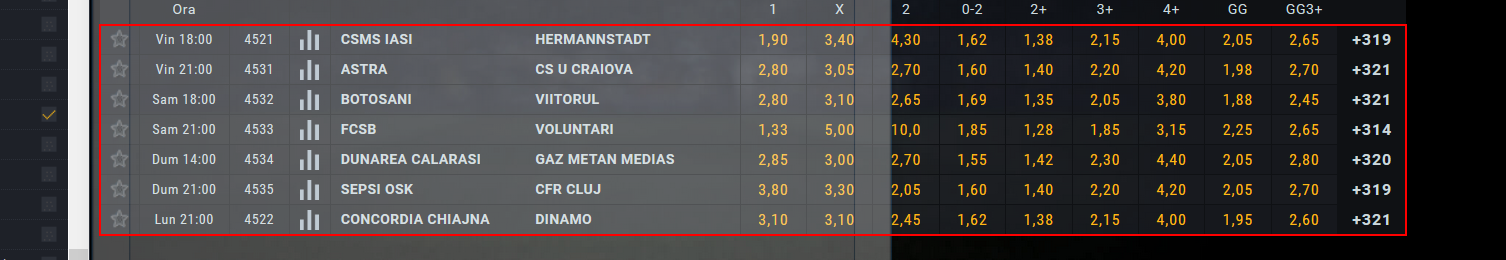 Ora 1 X 2 0-2 2+ 3+ 4+ GG GG3+
Vin 18:00 4521 CSMS IASI HERMANNSTADT 1,90 3,40 4,30 1,62 1,38 2,15 4,00 2,05 2,65 +319
Vin 21:00 4531 ASTRA CS U CRAIOVA 2,80 3,05 2,70 1,60 1,40 2,20 4,20 1,98 2,70 +321
Sam 18:00 4532 BOTOSANI VIITORUL 2,80 3,10 2,65 1,69 1,35 2,05 3,80 1,88 2,45 +321
Sam 21:00 4533 FCSB VOLUNTARI 1,33 5,00 10,0 1,85 1,28 1,85 3,15 2,25 2,65 +314
Dum 14:00 4534 DUNAREA CALARASI GAZ METAN MEDIAS 2,85 3,00 2,70 1,55 1,42 2,30 4,40 2,05 2,80 +320
Dum 21:00 4535 SEPSI OSK CFR CLUJ 3,80 3,30 2,05 1,60 1,40 2,20 4,20 2,05 2,70 +319
Lun 21:00 4522 CONCORDIA CHIAJNA DINAMO 3,10 3,10 2,45 1,62 1,38 2,15 4,00 1,95 2,60 +321